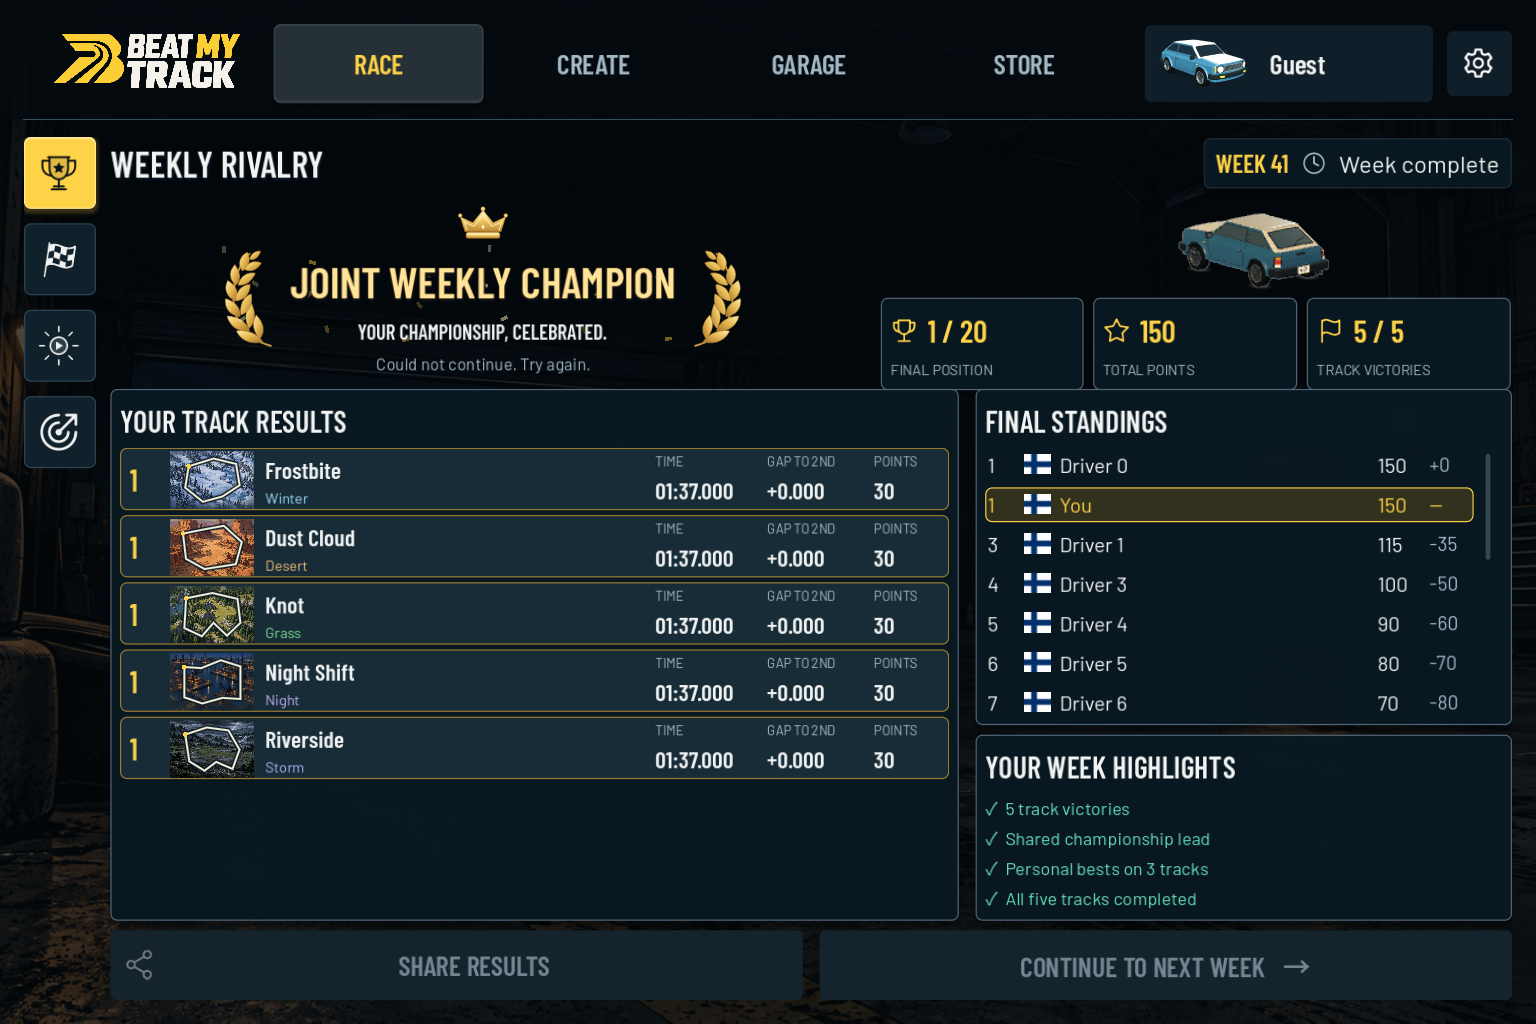 BEAT MY
TRACK
RACE
CREATE
GARAGE
STORE
Guest
WEEKLY RIVALRY
WEEK 41
Week complete
JOINT WEEKLY CHAMPION
YOUR CHAMPIONSHIP, CELEBRATED.
Could not continue. Try again.
1 / 20
FINAL POSITION
150
TOTAL POINTS
5 / 5
TRACK VICTORIES
YOUR TRACK RESULTS
1
Frostbite
Winter
TIME
01:37.000
GAP TO 2ND
+0.000
POINTS
30
1
Dust Cloud
Desert
TIME
01:37.000
GAP TO 2ND
+0.000
POINTS
30
1
Knot
Grass
TIME
01:37.000
GAP TO 2ND
+0.000
POINTS
30
1
Night Shift
Night
TIME
01:37.000
GAP TO 2ND
+0.000
POINTS
30
1
Riverside
Storm
TIME
01:37.000
GAP TO 2ND
+0.000
POINTS
30
FINAL STANDINGS
1 Driver 0 150 +0
1 You 150 –
3 Driver 1 115 -35
4 Driver 3 100 -50
5 Driver 4 90 -60
6 Driver 5 80 -70
7 Driver 6 70 -80
YOUR WEEK HIGHLIGHTS
✓ 5 track victories
✓ Shared championship lead
✓ Personal bests on 3 tracks
✓ All five tracks completed
SHARE RESULTS
CONTINUE TO NEXT WEEK →